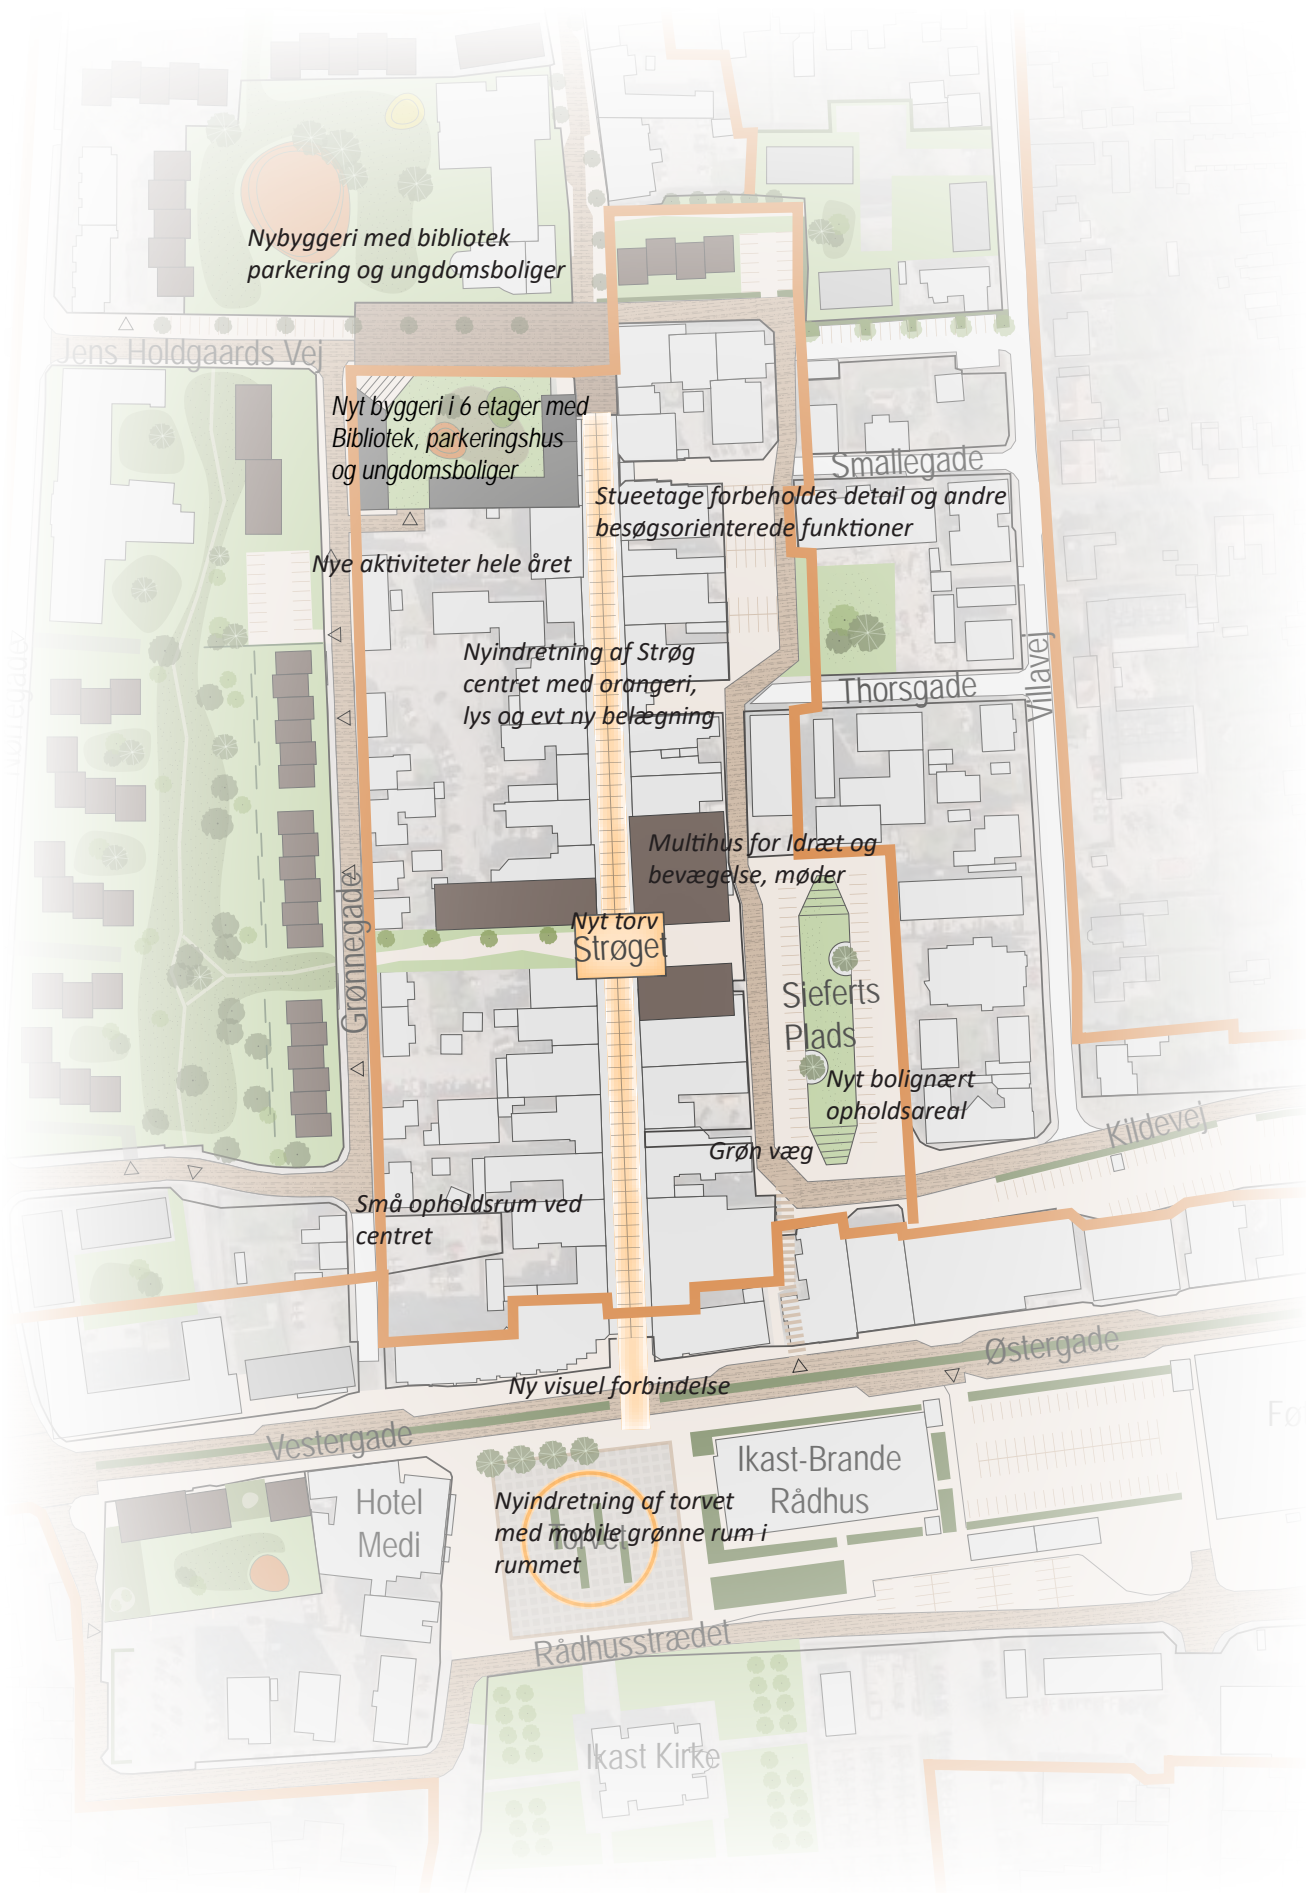 Nybyggeri med bibliotek
parkering og ungdomsboliger
Jens Holdgaards Vej
Nyt byggeri i 6 etager med
Bibliotek, parkeringshus
og ungdomsboliger
Smallegade
Stueetage forbeholdes detail og andre
besøgsorienterede funktioner
Nye aktiviteter hele året
Nyindretning af Strøg
centret med orangeri,
lys og evt ny belægning
Thorsgade
Villavej
Nørregade
Multihus for Idræt og
bevægelse, møder
Grønnegade
Nyt torv
Strøget
Sieferts
Plads
Nyt bolignært
opholdsareal
Kildevej
Grøn væg
Små opholdsrum ved
centret
Østergade
Ny visuel forbindelse
Vestergade
Ikast-Brande
Rådhus
Hotel
Medi
Nyindretning af torvet
med mobile grønne rum i
rummet
Torvet
Rådhusstrædet
Ikast Kirke